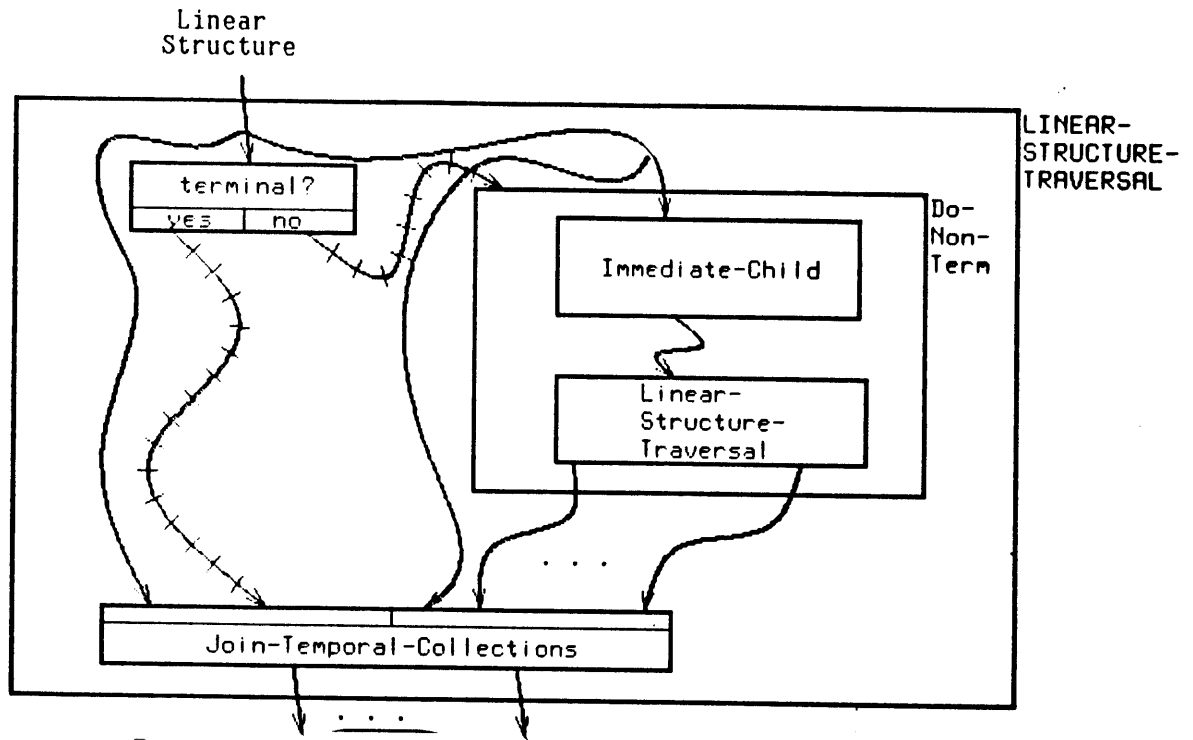 Linear
Structure
LINEAR-
STRUCTURE-
TRAVERSAL
terminal?
yes no
Do-
Non-
Term
Immediate-Child
Linear-
Structure-
Traversal
. . .
Join-Temporal-Collections
. . .